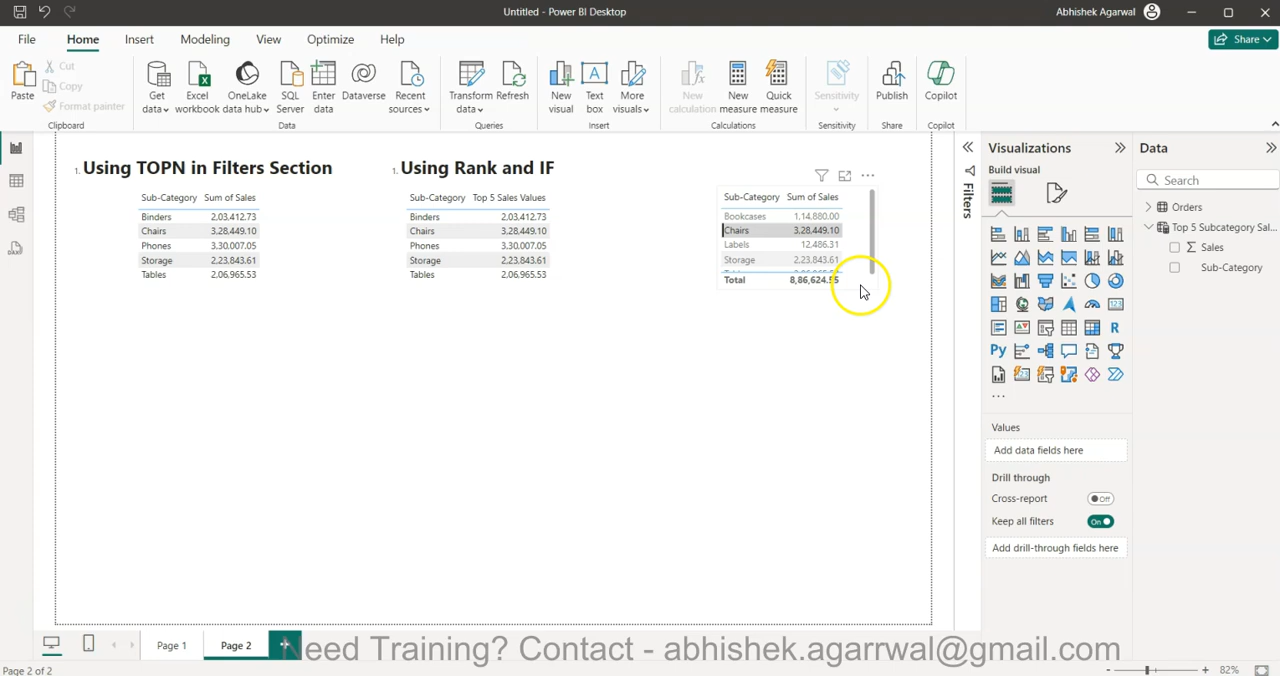 Untitled - Power BI Desktop
Abhishek Agarwal
File Home Insert Modeling View Optimize Help
Share
Paste
Cut
Copy
Format painter
Clipboard
Get data
Excel workbook
OneLake data hub
SQL Server
Enter data
Dataverse
Recent sources
Data
Transform data
Refresh
Queries
New visual
Text box
More visuals
Insert
New calculation
New measure
Quick measure
Calculations
Sensitivity
Sensitivity
Publish
Share
Copilot
Copilot
1. Using TOPN in Filters Section
Sub-Category Sum of Sales
Binders 2,03,412.73
Chairs 3,28,449.10
Phones 3,30,007.05
Storage 2,23,843.61
Tables 2,06,965.53
1. Using Rank and IF
Sub-Category Top 5 Sales Values
Binders 2,03,412.73
Chairs 3,28,449.10
Phones 3,30,007.05
Storage 2,23,843.61
Tables 2,06,965.53
Sub-Category Sum of Sales
Bookcases 1,14,880.00
Chairs 3,28,449.10
Labels 12,486.31
Storage 2,23,843.61
Total 8,86,624.55
Filters
Visualizations
Build visual
R
Py
Values
Add data fields here
Drill through
Cross-report Off
Keep all filters On
Add drill-through fields here
Data
Search
Orders
Top 5 Subcategory Sal...
Σ Sales
Sub-Category
Page 1
Page 2
Need Training? Contact - abhishek.agarrwal@gmail.com
Page 2 of 2
82%